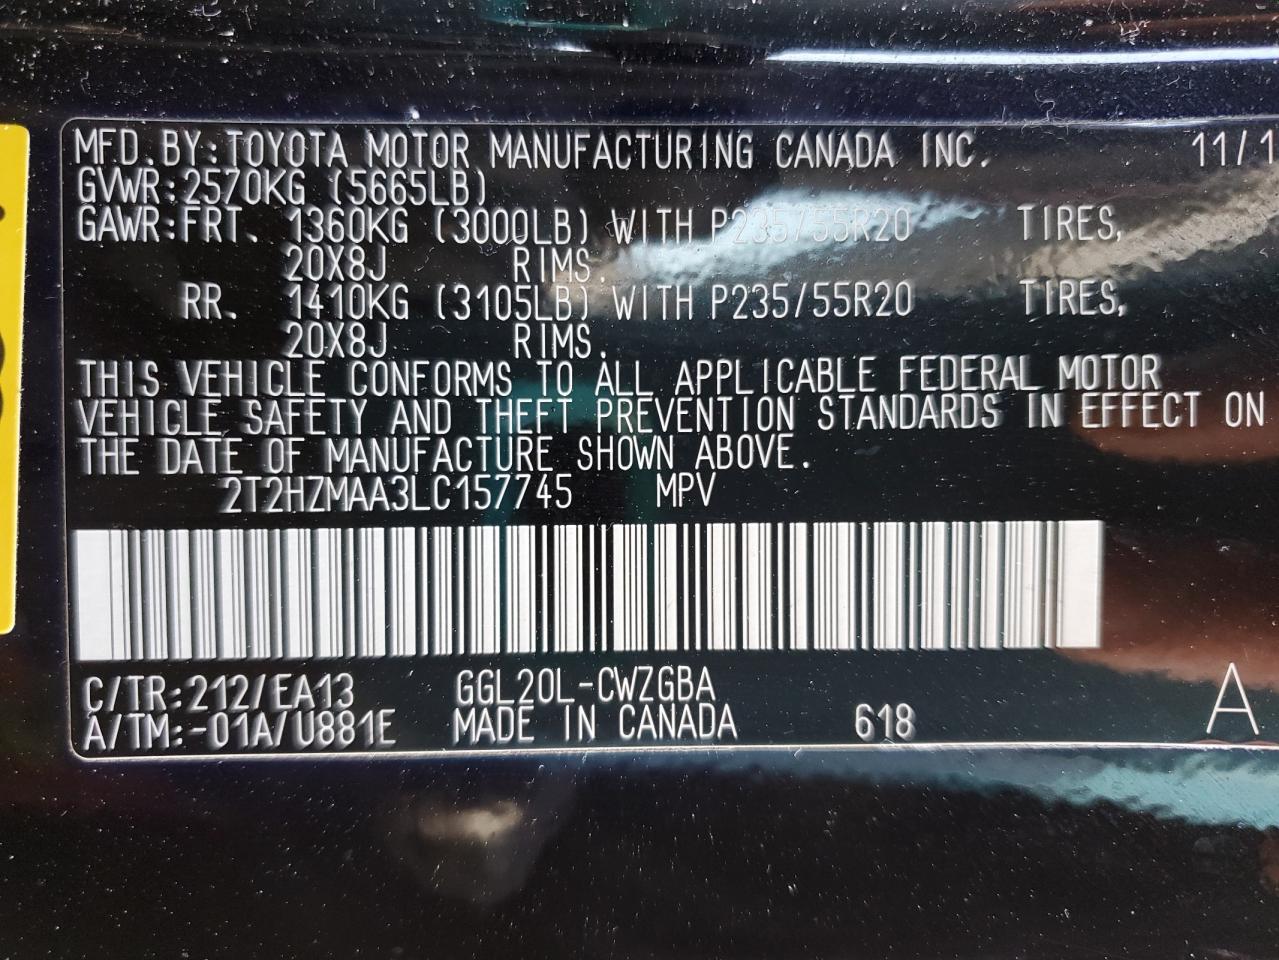 MFD.BY:TOYOTA MOTOR MANUFACTURING CANADA INC. 11/1
GVWR:2570KG (5665LB)
GAWR:FRT. 1360KG (3000LB) WITH P235/55R20 TIRES,
20X8J RIMS.
RR. 1410KG (3105LB) WITH P235/55R20 TIRES,
20X8J RIMS.
THIS VEHICLE CONFORMS TO ALL APPLICABLE FEDERAL MOTOR
VEHICLE SAFETY AND THEFT PREVENTION STANDARDS IN EFFECT ON
THE DATE OF MANUFACTURE SHOWN ABOVE.
2T2HZMAA3LC157745 MPV
C/TR:212/EA13 GGL20L-CWZGBA
A/TM:-01A/U881E MADE IN CANADA 618 A